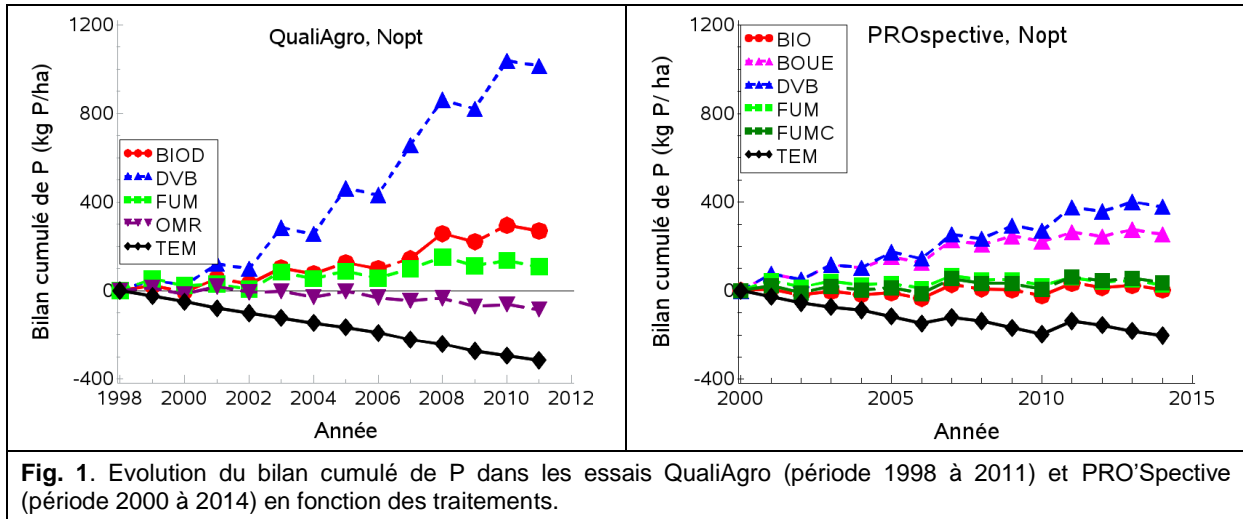 QualiAgro, Nopt
Bilan cumulé de P (kg P/ha)
1200
800
400
0
-400
BIOD
DVB
FUM
OMR
TEM
1998 2000 2002 2004 2006 2008 2010 2012
Année
PROspective, Nopt
Bilan cumulé de P (kg P/ ha)
1200
800
400
0
-400
BIO
BOUE
DVB
FUM
FUMC
TEM
2000 2005 2010 2015
Année
Fig. 1. Evolution du bilan cumulé de P dans les essais QualiAgro (période 1998 à 2011) et PRO'Spective
(période 2000 à 2014) en fonction des traitements.